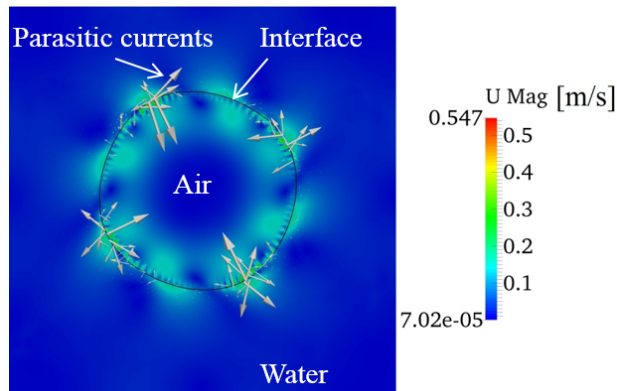 Parasitic currents
Interface
Air
Water
U Mag [m/s]
0.547
0.5
0.4
0.3
0.2
0.1
7.02e-05